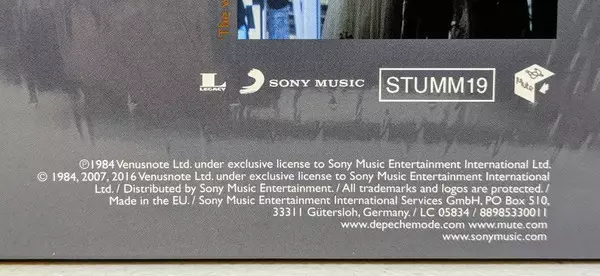 The
LEGACY
SONY MUSIC
STUMM19
Mute
℗1984 Venusnote Ltd. under exclusive license to Sony Music Entertainment International Ltd.
© 1984, 2007, 2016 Venusnote Ltd. under exclusive license to Sony Music Entertainment International
Ltd. / Distributed by Sony Music Entertainment. / All trademarks and logos are protected. /
Made in the EU. / Sony Music Entertainment International Services GmbH, PO Box 510,
33311 Gütersloh, Germany. / LC 05834 / 88985330011
www.depechemode.com www.mute.com
www.sonymusic.com